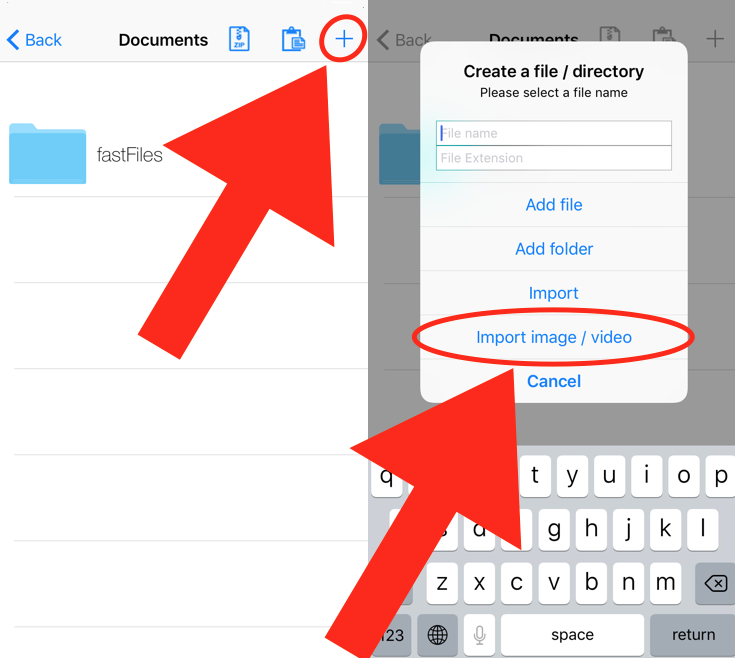 Back
Documents
ZIP
fastFiles
Back
Documents
Create a file / directory
Please select a file name
File name
File Extension
Add file
Add folder
Import
Import image / video
Cancel
q t y u i o p
d g h j k l
z x c v b n m
123 space return